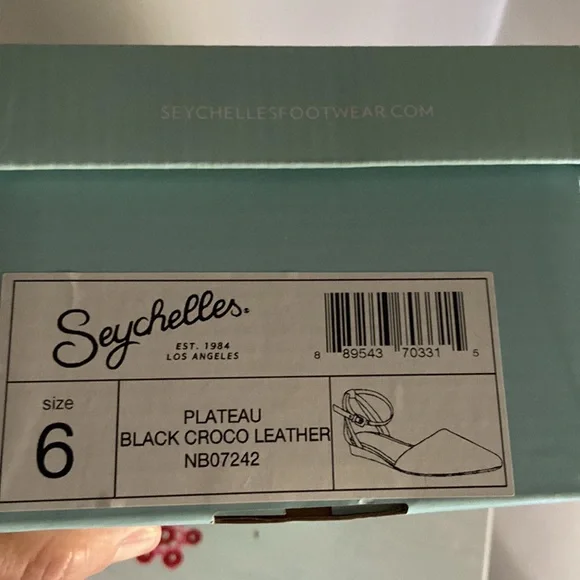 SEYCHELLESFOOTWEAR.COM
Seychelles®
EST. 1984
LOS ANGELES
8 89543 70331 5
size
6
PLATEAU
BLACK CROCO LEATHER
NB07242